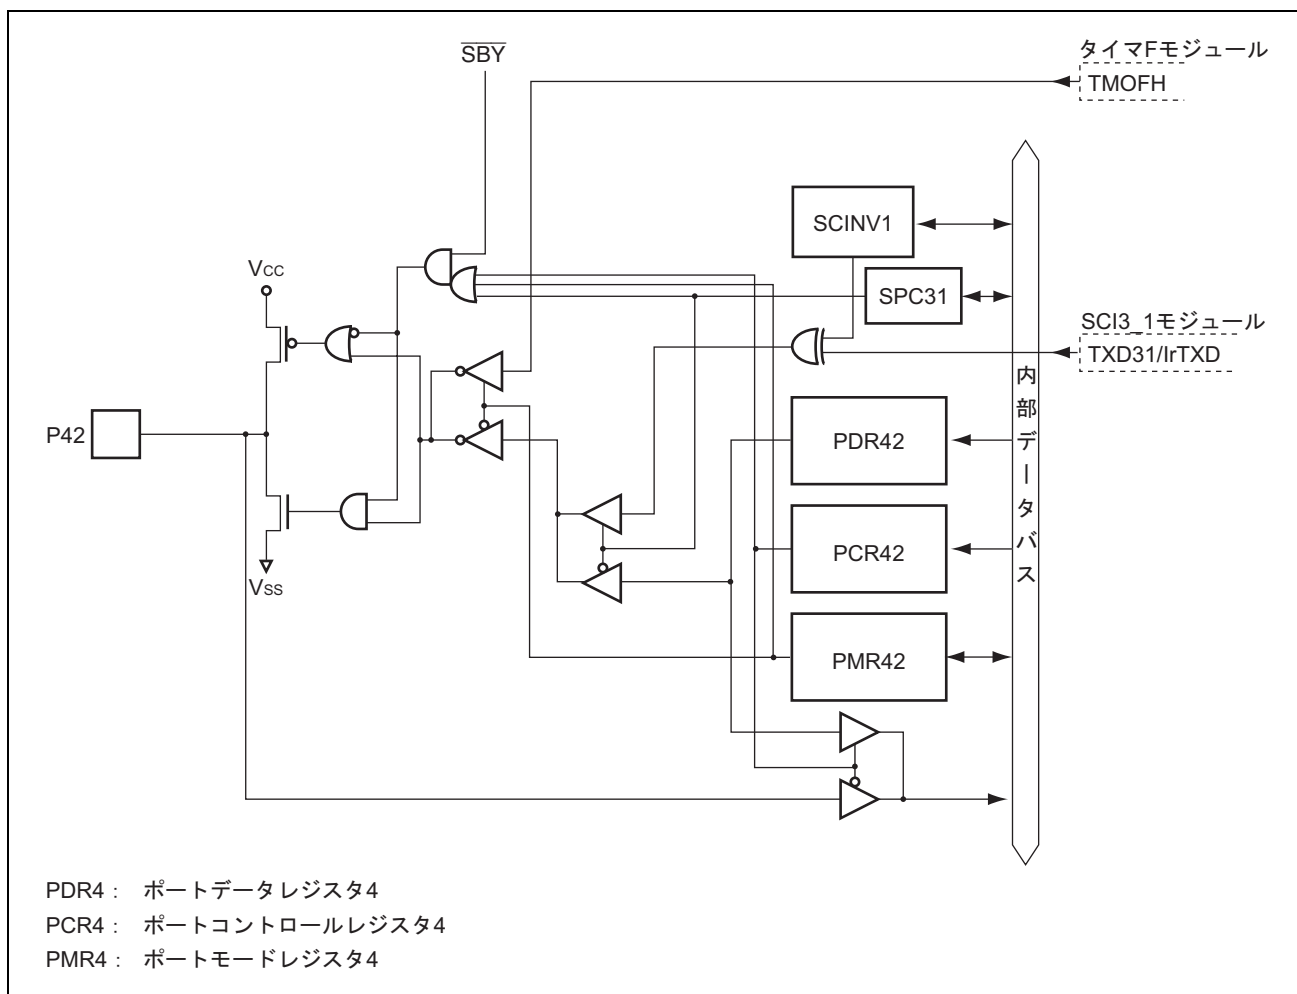 SBY
タイマFモジュール
TMOFH
SCINV1
VCC
SPC31
SCI3_1モジュール
TXD31/IrTXD
内部データバス
P42
PDR42
PCR42
VSS
PMR42
PDR4 : ポートデータレジスタ4
PCR4 : ポートコントロールレジスタ4
PMR4 : ポートモードレジスタ4